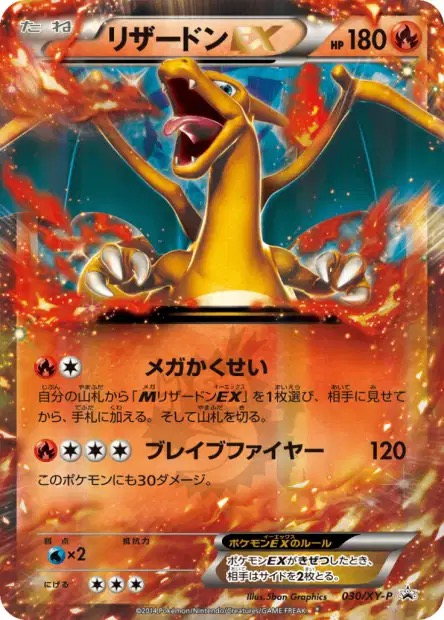 たね リザードンEX HP180
メガかくせい
自分の山札から「MリザードンEX」を1枚選び、相手に見せて
から、手札に加える。そして山札を切る。
ブレイブファイヤー 120
このポケモンにも30ダメージ。
弱点 抵抗力
×2
ポケモンEXのルール
ポケモンEXがきぜつしたとき、
相手はサイドを2枚とる。
にげる
Illus. 5ban Graphics 030/XY-P
©2014 Pokémon/Nintendo/Creatures/GAME FREAK